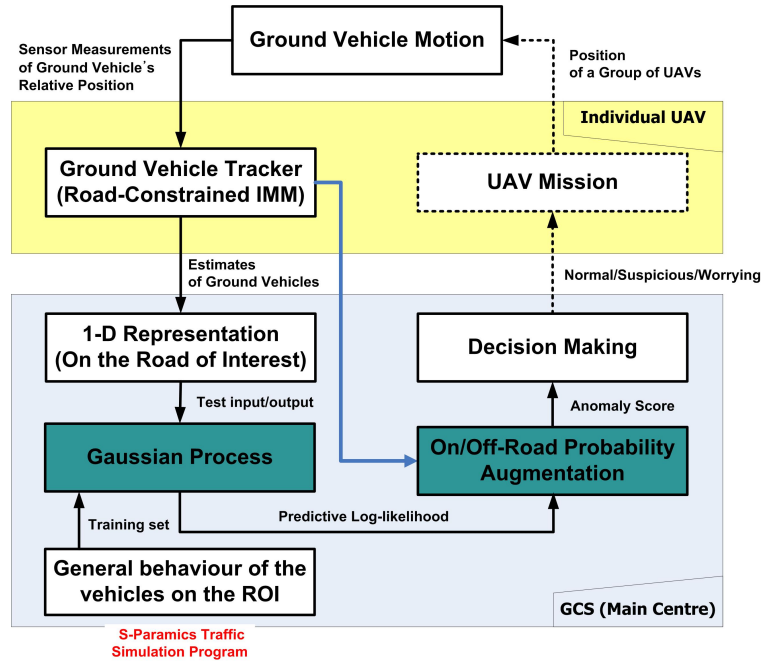 Ground Vehicle Motion
Sensor Measurements
of Ground Vehicle's
Relative Position
Position
of a Group of UAVs
Individual UAV
Ground Vehicle Tracker
(Road-Constrained IMM)
UAV Mission
Estimates
of Ground Vehicles
Normal/Suspicious/Worrying
1-D Representation
(On the Road of Interest)
Decision Making
Test input/output
Anomaly Score
Gaussian Process
On/Off-Road Probability
Augmentation
Training set
Predictive Log-likelihood
General behaviour of the
vehicles on the ROI
GCS (Main Centre)
S-Paramics Traffic
Simulation Program